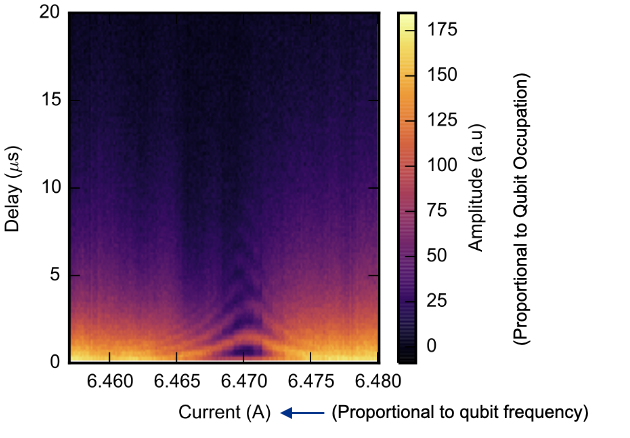 20
15
10
5
0
Delay (μs)
6.460 6.465 6.470 6.475 6.480
Current (A) ← (Proportional to qubit frequency)
175
150
125
100
75
50
25
0
Amplitude (a.u)
(Proportional to Qubit Occupation)